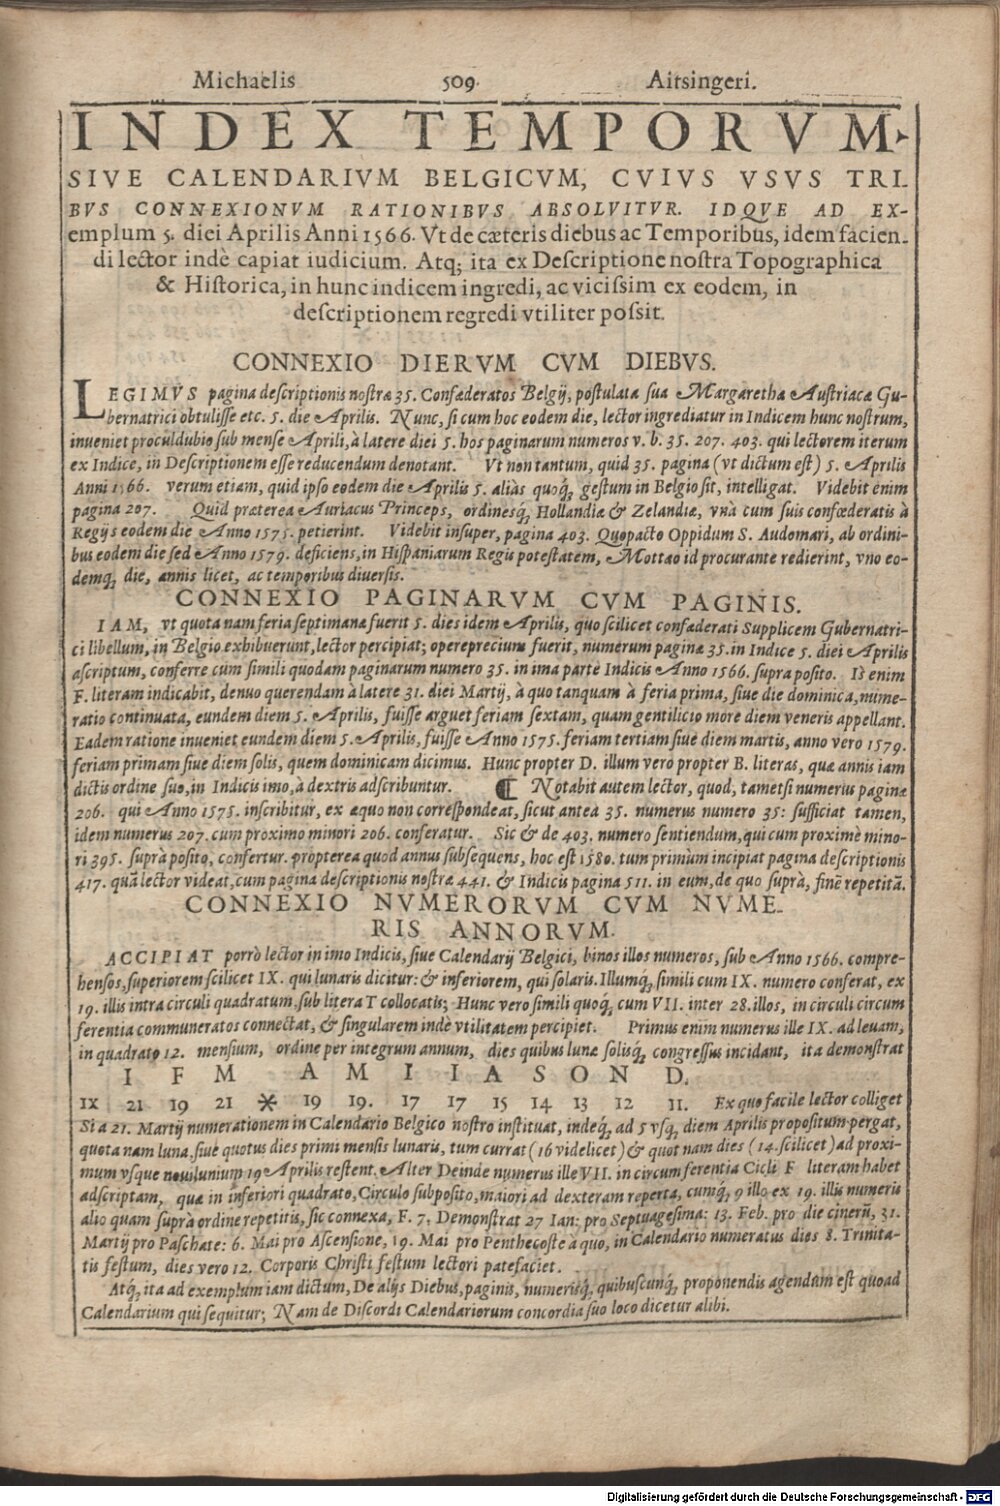 Michaelis 509. Aitsingeri.
INDEX TEMPORVM
SIVE CALENDARIVM BELGICVM, CVIVS VSVS TRI-
BVS CONNEXIONVM RATIONIBVS ABSOLVITVR. IDQVE AD EX-
emplum 5. diei Aprilis Anni 1566. Vt de cæteris diebus ac Temporibus, idem facien-
di lector inde capiat iudicium. Atq; ita ex Descriptione nostra Topographica
& Historica, in hunc indicem ingredi, ac vicissim ex eodem, in
descriptionem regredi vtiliter possit.
CONNEXIO DIERVM CVM DIEBVS.
LEGIMVS pagina descriptionis nostræ 35. Confæderatos Belgij, postulata sua Margarethæ Austriacæ Gu-
bernatrici obtulisse etc. 5. die Aprilis. Nunc, si cum hoc eodem die, lector ingrediatur in Indicem hunc nostrum,
inueniet proculdubio sub mense Aprili, à latere diei 5. hos paginarum numeros v. b. 35. 207. 403. qui lectorem iterum
ex Indice, in Descriptionem esse reducendum denotant. Vt non tantum, quid 35. pagina (vt dictum est) 5. Aprilis
Anni 1566. verum etiam, quid ipso eodem die Aprilis 5. aliàs quoq́; gestum in Belgio sit, intelligat. Videbit enim
pagina 207. Quid præterea Auriacus Princeps, ordinesq́; Hollandiæ & Zelandiæ, vnà cum suis confœderatis à
Regijs eodem die Anno 1575. petierint. Videbit insuper, pagina 403. Quopacto Oppidum S. Audomari, ab ordini-
bus eodem die sed Anno 1579. deficiens, in Hispaniarum Regis potestatem, Mottao id procurante redierint, vno eo-
demq́; die, annis licet, ac temporibus diuersis.
CONNEXIO PAGINARVM CVM PAGINIS.
IAM, vt quota nam feria septimanæ fuerit 5. dies idem Aprilis, quo scilicet confæderati Supplicem Gubernatri-
ci libellum, in Belgio exhibuerunt, lector percipiat; opereprecium fuerit, numerum paginæ 35. in Indice 5. diei Aprilis
ascriptum, conferre cùm simili quodam paginarum numero 35. in ima parte Indicis Anno 1566. supra posito. Is enim
F. literam indicabit, denuo querendam à latere 31. diei Martij, à quo tanquam à feria prima, siue die dominica, nume-
ratio continuata, eundem diem 5. Aprilis, fuisse arguet feriam sextam, quam gentilicio more diem veneris appellant.
Eadem ratione inueniet eundem diem 5. Aprilis, fuisse Anno 1575. feriam tertiam siue diem martis, anno vero 1579.
feriam primam siue diem solis, quem dominicam dicimus. Hunc propter D. illum verò propter B. literas, quæ annis iam
dictis ordine suo, in Indicis imo, à dextris adscribuntur. ¶ Notabit autem lector, quod, tametsi numerus paginæ
206. qui Anno 1575. inscribitur, ex æquo non correspondeat, sicut antea 35. numerus numero 35: sufficiat tamen,
idem numerus 207. cum proximo minori 206. conferatur. Sic & de 403. numero sentiendum, qui cum proximè mino-
ri 395. suprà posito, confertur. propterea quod annus subsequens, hoc est 1580. tum primùm incipiat pagina descriptionis
417. quā lector videat, cum pagina descriptionis nostræ 441. & Indicis pagina 511. in eum, de quo suprà, finē repetitā.
CONNEXIO NVMERORVM CVM NVME-
RIS ANNORVM.
ACCIPIAT porrò lector in imo Indicis, siue Calendarij Belgici, binos illos numeros, sub Anno 1566. compre-
hensos, superiorem scilicet IX. qui lunaris dicitur: & inferiorem, qui solaris. Illumq́; simili cum IX. numero conferat, ex
19. illis intra circuli quadratum, sub litera T collocatis; Hunc vero simili quoq́; cum VII. inter 28. illos, in circuli circum
ferentia communeratos connectat, & singularem indè vtilitatem percipiet. Primus enim numerus ille IX. ad leuam,
in quadrato 12. mensium, ordine per integrum annum, dies quibus lunæ solisq́; congressus incidant, ita demonstrat
I F M A M I I A S O N D.
IX 21 19 21 * 19 19. 17 17 15 14 13 12 11. Ex quo facile lector colliget
Si a 21. Martij numerationem in Calendario Belgico nostro instituat, indeq́; ad 5 vsq́; diem Aprilis propositum pergat,
quota nam luna, siue quotus dies primi mensis lunaris, tum currat (16 videlicet) & quot nam dies (14. scilicet) ad proxi-
mum vsque nouilunium 19 Aprilis restent. Alter Deinde numerus ille VII. in circumferentia Cicli F literam habet
adscriptam, quæ in inferiori quadrato, Circulo subposito, maiori ad dexteram reperta, cumq́; 9 illo ex 19. illis numeris
alio quam suprà ordine repetitis, sic connexa, F. 7. Demonstrat 27 Ian: pro Septuagesima: 13. Feb. pro die cinerū, 31.
Martij pro Paschate: 6. Mai pro Ascensione, 19. Mai pro Penthecoste à quo, in Calendario numeratus dies 8. Trinita-
tis festum, dies vero 12. Corporis Christi festum lectori patefaciet.
Atq́; ita ad exemplum iam dictum, De alijs Diebus, paginis, numerisq́; quibuscunq́; proponendis agendum est quoad
Calendarium qui sequitur; Nam de Discordi Calendariorum concordia suo loco dicetur alibi.
Digitalisierung gefördert durch die Deutsche Forschungsgemeinschaft - DFG